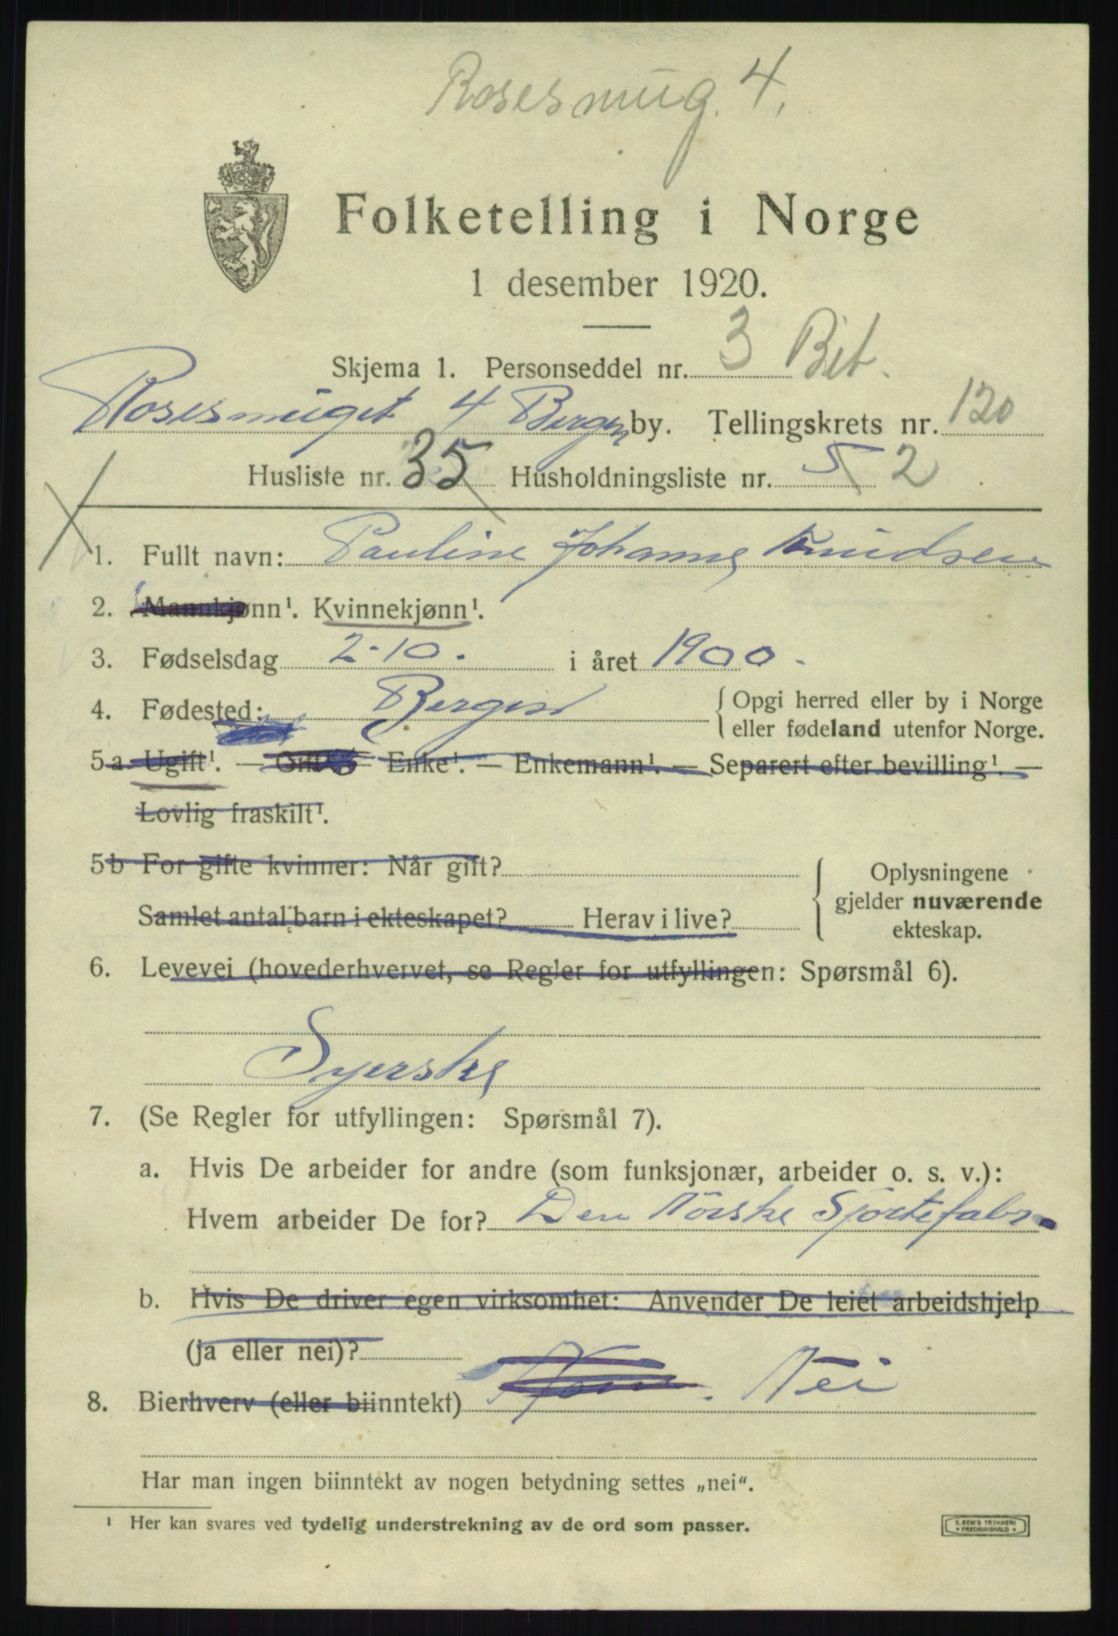 Rosesmug. 4.
Folketelling i Norge
1 desember 1920.
Skjema 1. Personseddel nr. 3 Bit.
Rosesmuget 4 Bergen by. Tellingskrets nr. 120
Husliste nr. 35 Husholdningsliste nr. 5 2
1. Fullt navn: Pauline Johanne Knudsen
2. Mannkjønn¹. Kvinnekjønn¹.
3. Fødselsdag 2-10. i året 1900.
4. Fødested: Bergen { Opgi herred eller by i Norge
eller fødeland utenfor Norge.
5a. Ugift¹. — Gift¹ — Enke¹. — Enkemann¹. — Separert efter bevilling¹. —
Lovlig fraskilt¹.
5b For gifte kvinner: Når gift?
Samlet antal barn i ekteskapet? Herav i live?
Oplysningene
gjelder nuværende
ekteskap.
6. Levevei (hovederhvervet, se Regler for utfyllingen: Spørsmål 6).
Syerske
7. (Se Regler for utfyllingen: Spørsmål 7).
a. Hvis De arbeider for andre (som funksjonær, arbeider o. s. v.):
Hvem arbeider De for? Den Norske Sjortefabr.
b. Hvis De driver egen virksomhet: Anvender De leiet arbeidshjelp
(ja eller nei)?
8. Bierhverv (eller biinntekt) Nei
Har man ingen biinntekt av nogen betydning settes „nei“.
¹ Her kan svares ved tydelig understrekning av de ord som passer.
E. SEM'S TRYKKERI
FREDRIKSHALD